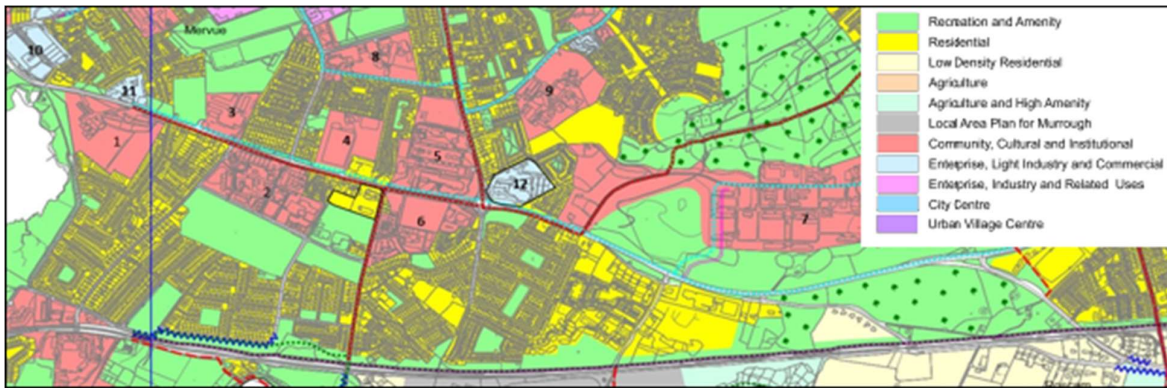 Mervue
10
11
8
3
1
4
5
9
12
2
6
7
Recreation and Amenity
Residential
Low Density Residential
Agriculture
Agriculture and High Amenity
Local Area Plan for Murrough
Community, Cultural and Institutional
Enterprise, Light Industry and Commercial
Enterprise, Industry and Related Uses
City Centre
Urban Village Centre